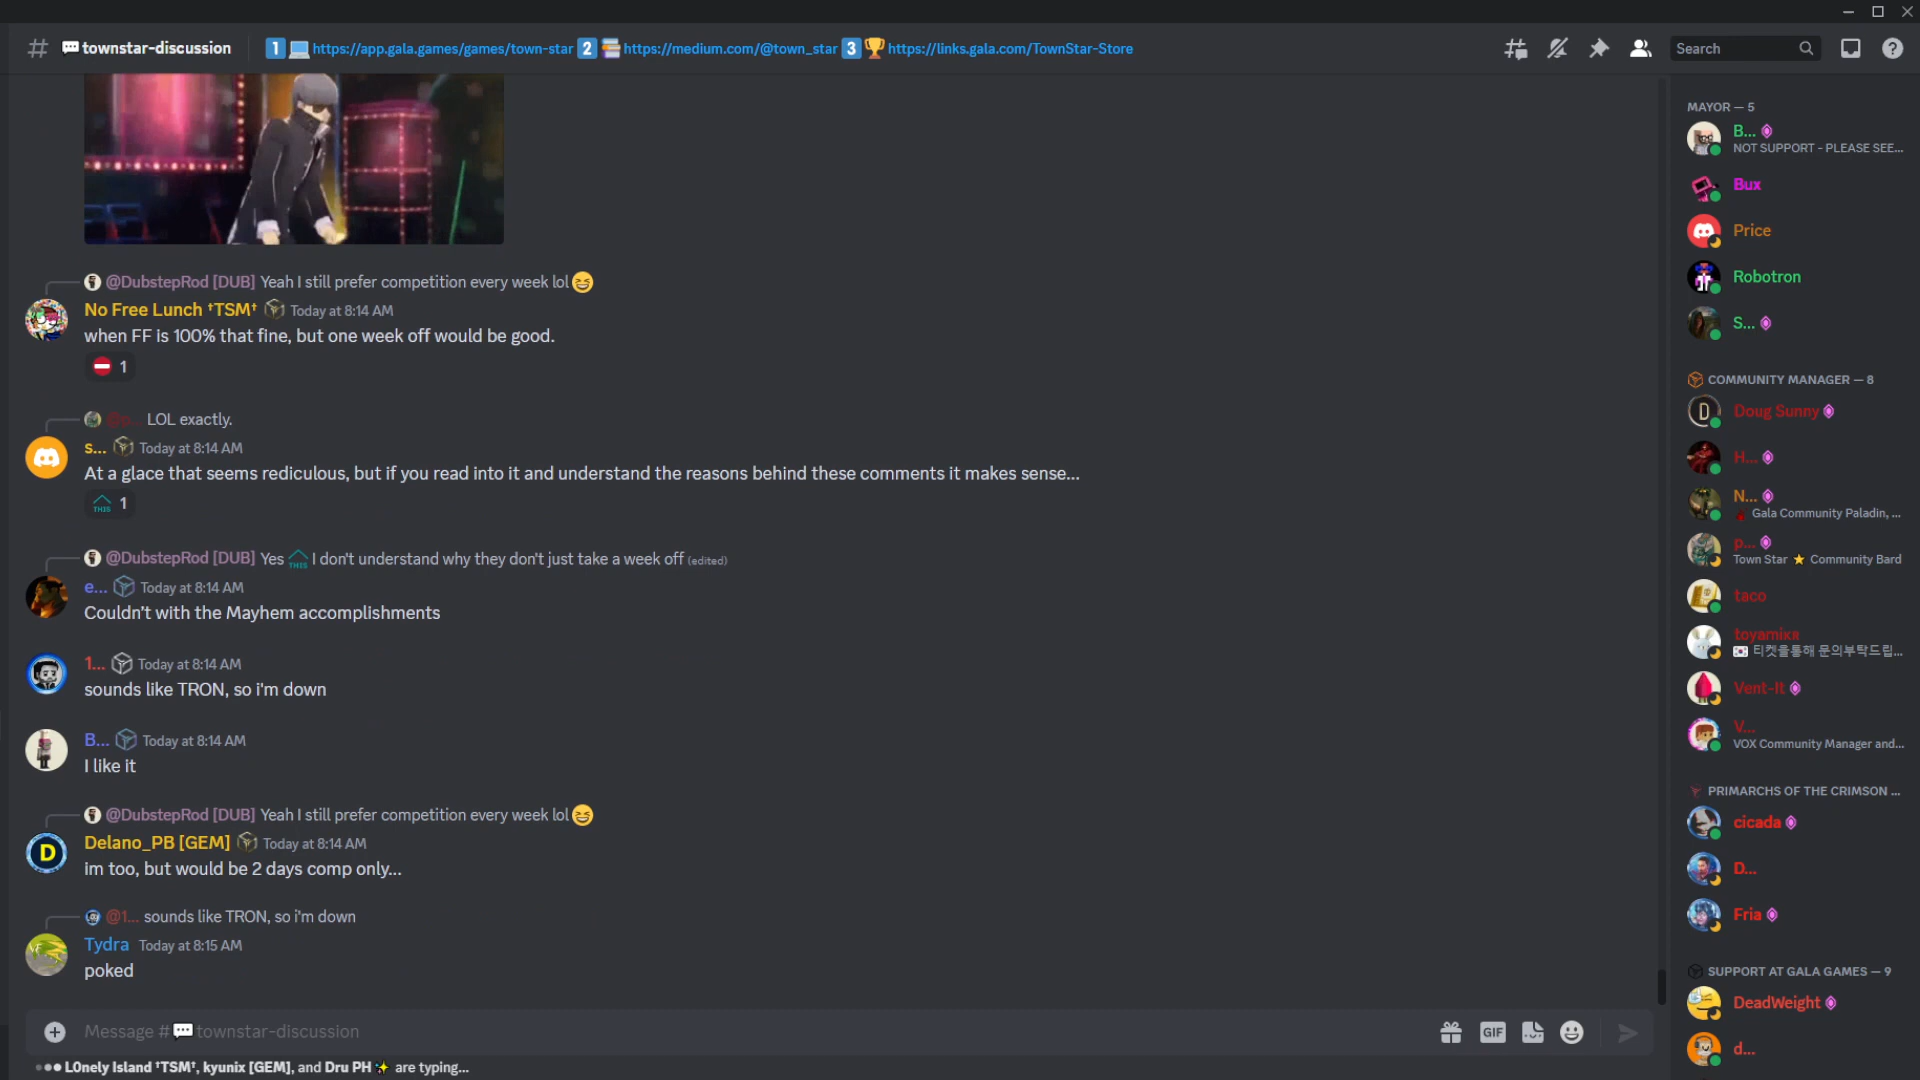 townstar-discussion
1 https://app.gala.games/games/town-star 2 https://medium.com/@town_star 3 https://links.gala.com/TownStar-Store
Search
@DubstepRod [DUB] Yeah I still prefer competition every week lol
No Free Lunch †TSM† Today at 8:14 AM
when FF is 100% that fine, but one week off would be good.
1
@p... LOL exactly.
s... Today at 8:14 AM
At a glace that seems rediculous, but if you read into it and understand the reasons behind these comments it makes sense...
THIS 1
@DubstepRod [DUB] Yes THIS I don't understand why they don't just take a week off (edited)
e... Today at 8:14 AM
Couldn't with the Mayhem accomplishments
1... Today at 8:14 AM
sounds like TRON, so i'm down
B... Today at 8:14 AM
I like it
@DubstepRod [DUB] Yeah I still prefer competition every week lol
D
Delano_PB [GEM] Today at 8:14 AM
im too, but would be 2 days comp only...
@1... sounds like TRON, so i'm down
Tydra Today at 8:15 AM
poked
Message # townstar-discussion
GIF
L0nely Island †TSM†, kyunix [GEM], and Dru PH ✨ are typing...
MAYOR — 5
B...
NOT SUPPORT - PLEASE SEE...
Bux
Price
Robotron
S...
COMMUNITY MANAGER — 8
D
Doug Sunny
H...
N...
Gala Community Paladin, ...
p...
Town Star ⭐ Community Bard
taco
toyamікя
티켓을통해 문의부탁드립...
Vent-It
V...
VOX Community Manager and...
PRIMARCHS OF THE CRIMSON ...
cicada
D...
Fria
SUPPORT AT GALA GAMES — 9
DeadWeight
d...